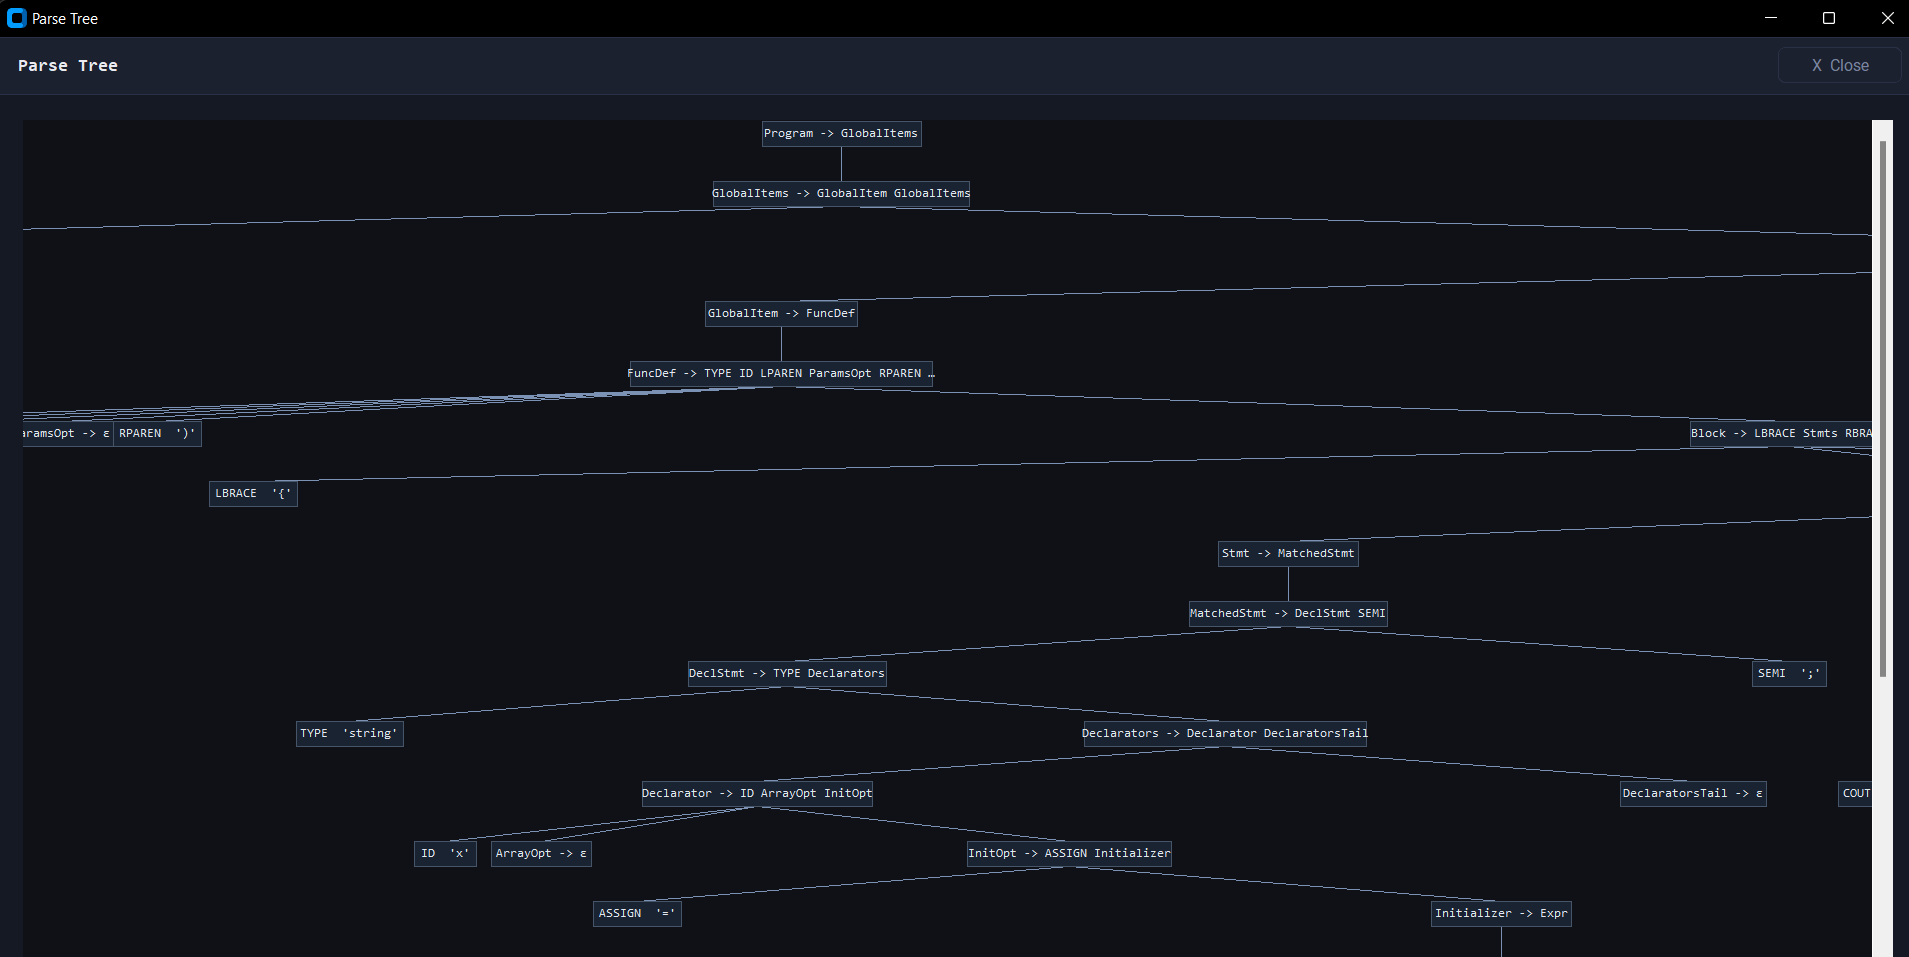 Parse Tree
Parse Tree
X Close
Program -> GlobalItems
GlobalItems -> GlobalItem GlobalItems
GlobalItem -> FuncDef
FuncDef -> TYPE ID LPAREN ParamsOpt RPAREN …
aramsOpt -> ε
RPAREN ')'
Block -> LBRACE Stmts RBRA
LBRACE '{'
Stmt -> MatchedStmt
MatchedStmt -> DeclStmt SEMI
DeclStmt -> TYPE Declarators
SEMI ';'
TYPE 'string'
Declarators -> Declarator DeclaratorsTail
Declarator -> ID ArrayOpt InitOpt
DeclaratorsTail -> ε
COUT
ID 'x'
ArrayOpt -> ε
InitOpt -> ASSIGN Initializer
ASSIGN '='
Initializer -> Expr